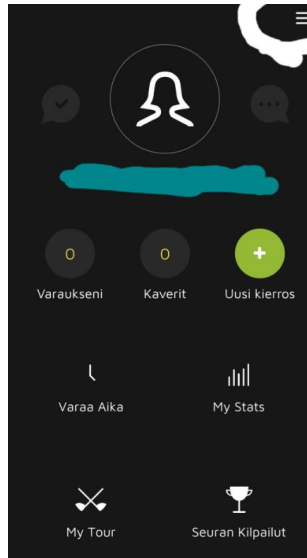 0 0 +
Varaukseni Kaverit Uusi kierros
Varaa Aika My Stats
My Tour Seuran Kilpailut